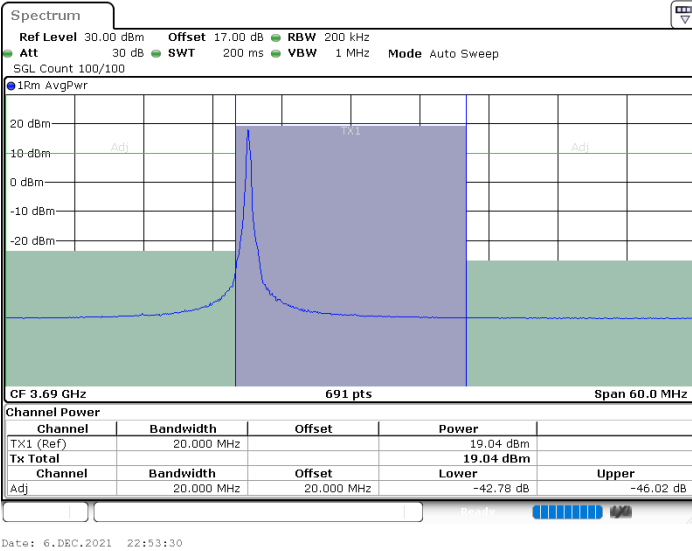 Spectrum
Ref Level 30.00 dBm Offset 17.00 dB RBW 200 kHz
Att 30 dB SWT 200 ms VBW 1 MHz Mode Auto Sweep
SGL Count 100/100
1Rm AvgPwr
TX1
20 dBm
Adj Adj
10 dBm
0 dBm
-10 dBm
-20 dBm
CF 3.69 GHz 691 pts Span 60.0 MHz
Channel Power
Channel Bandwidth Offset Power
TX1 (Ref) 20.000 MHz 19.04 dBm
Tx Total 19.04 dBm
Channel Bandwidth Offset Lower Upper
Adj 20.000 MHz 20.000 MHz -42.78 dB -46.02 dB
Ready
Date: 6.DEC.2021 22:53:30